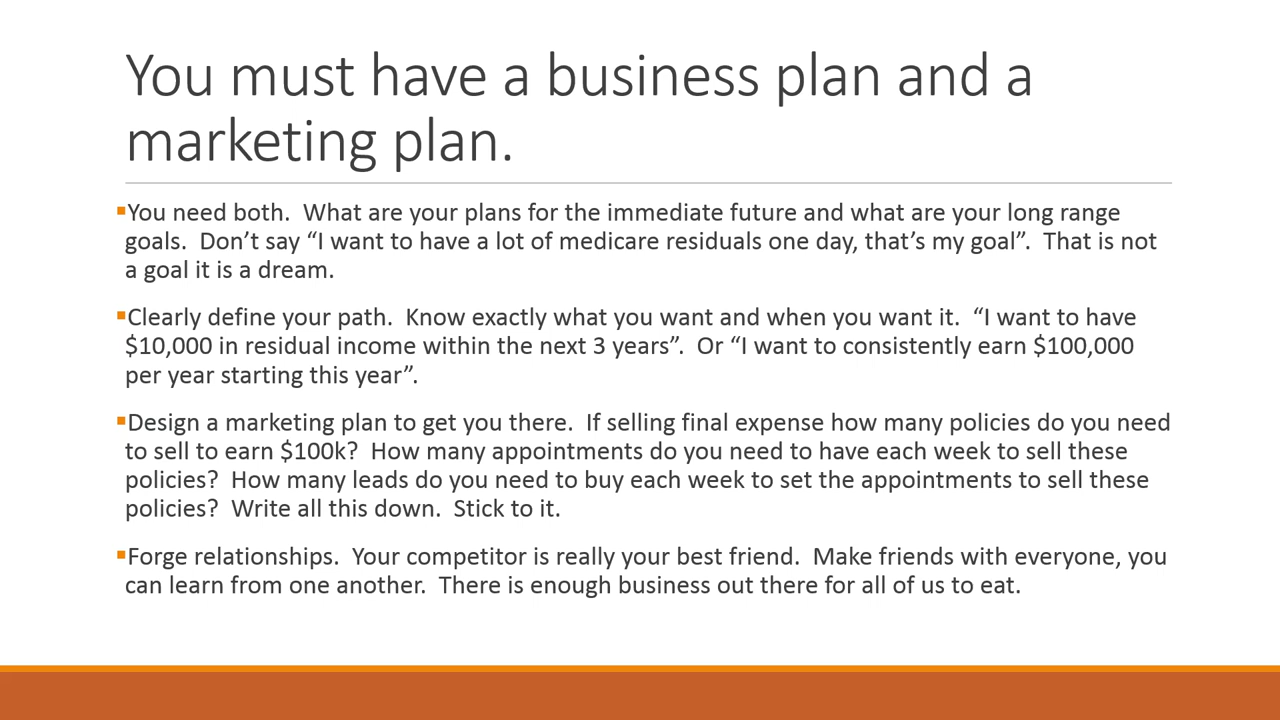 You must have a business plan and a
marketing plan.
▪You need both.  What are your plans for the immediate future and what are your long range
goals.  Don’t say “I want to have a lot of medicare residuals one day, that’s my goal”.  That is not
a goal it is a dream.
▪Clearly define your path.  Know exactly what you want and when you want it.  “I want to have
$10,000 in residual income within the next 3 years”.  Or “I want to consistently earn $100,000
per year starting this year”.
▪Design a marketing plan to get you there.  If selling final expense how many policies do you need
to sell to earn $100k?  How many appointments do you need to have each week to sell these
policies?  How many leads do you need to buy each week to set the appointments to sell these
policies?  Write all this down.  Stick to it.
▪Forge relationships.  Your competitor is really your best friend.  Make friends with everyone, you
can learn from one another.  There is enough business out there for all of us to eat.